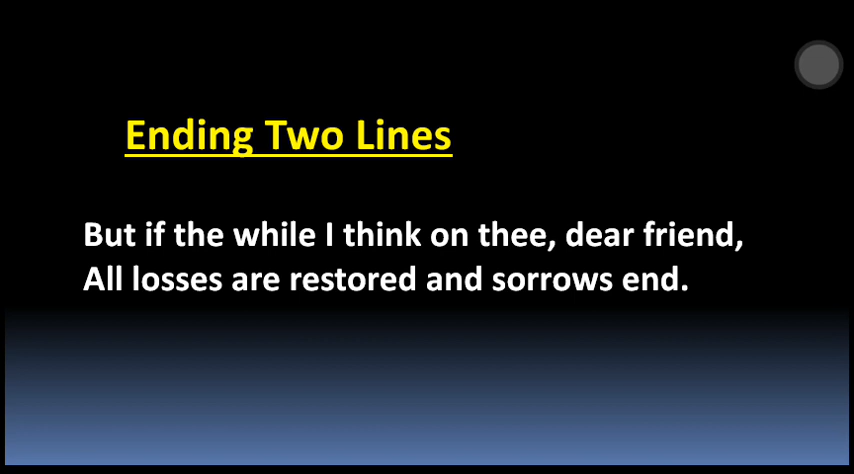 Ending Two Lines
But if the while I think on thee, dear friend,
All losses are restored and sorrows end.